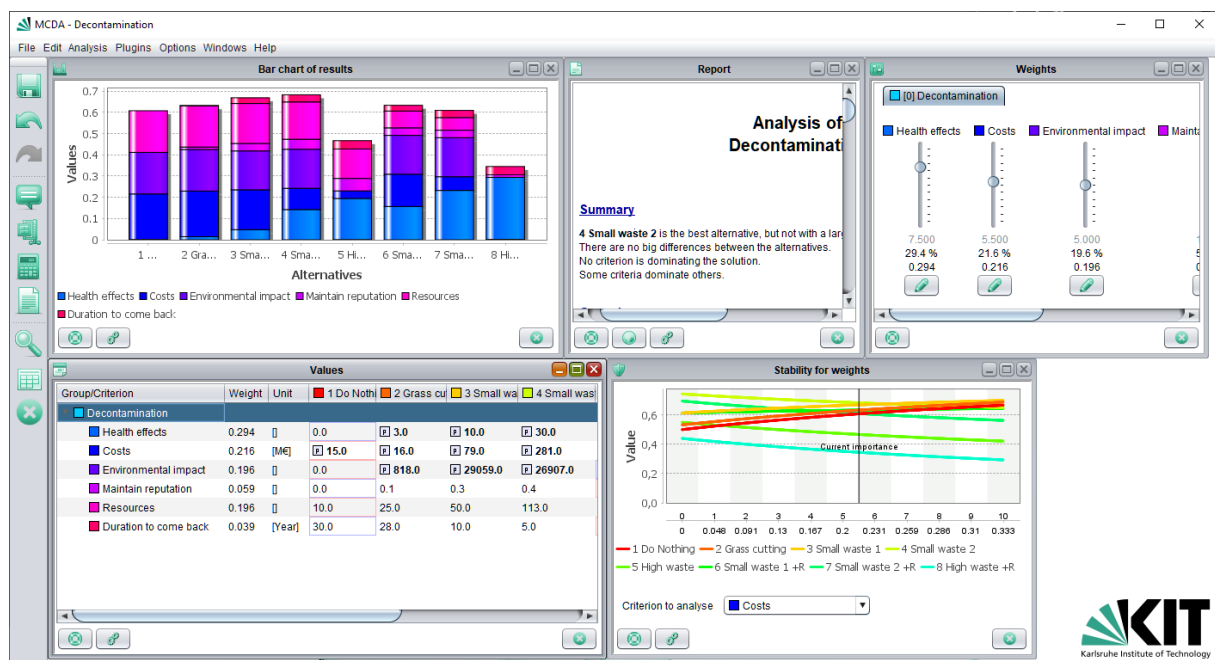 MCDA - Decontamination
File Edit Analysis Plugins Options Windows Help
Bar chart of results
0.7
0.6
0.5
0.4
0.3
0.2
0.1
0
Values
1 ... 2 Gra... 3 Sma... 4 Sma... 5 Hi... 6 Sma... 7 Sma... 8 Hi...
Alternatives
Health effects Costs Environmental impact Maintain reputation Resources
Duration to come back
Report
Analysis of
Decontaminati
Summary
4 Small waste 2 is the best alternative, but not with a lar
There are no big differences between the alternatives.
No criterion is dominating the solution.
Some criteria dominate others.
Weights
[0] Decontamination
Health effects Costs Environmental impact Mainta
7.500 5.500 5.000
29.4 % 21.6 % 19.6 % 5
0.294 0.216 0.196 0
Values
Group/Criterion Weight Unit 1 Do Nothi 2 Grass cu 3 Small wa 4 Small was
Decontamination
Health effects 0.294 [] 0.0 P 3.0 P 10.0 P 30.0
Costs 0.216 [M€] P 15.0 P 16.0 P 79.0 P 281.0
Environmental impact 0.196 [] 0.0 P 818.0 P 29059.0 P 26907.0
Maintain reputation 0.059 [] 0.0 0.1 0.3 0.4
Resources 0.196 [] 10.0 25.0 50.0 113.0
Duration to come back 0.039 [Year] 30.0 28.0 10.0 5.0
Stability for weights
0,6
0,4
0,2
0,0
Value
Current importance
0 1 2 3 4 5 6 7 8 9 10
0 0.048 0.091 0.13 0.167 0.2 0.231 0.259 0.286 0.31 0.333
1 Do Nothing 2 Grass cutting 3 Small waste 1 4 Small waste 2
5 High waste 6 Small waste 1 +R 7 Small waste 2 +R 8 High waste +R
Criterion to analyse Costs
KIT
Karlsruhe Institute of Technology